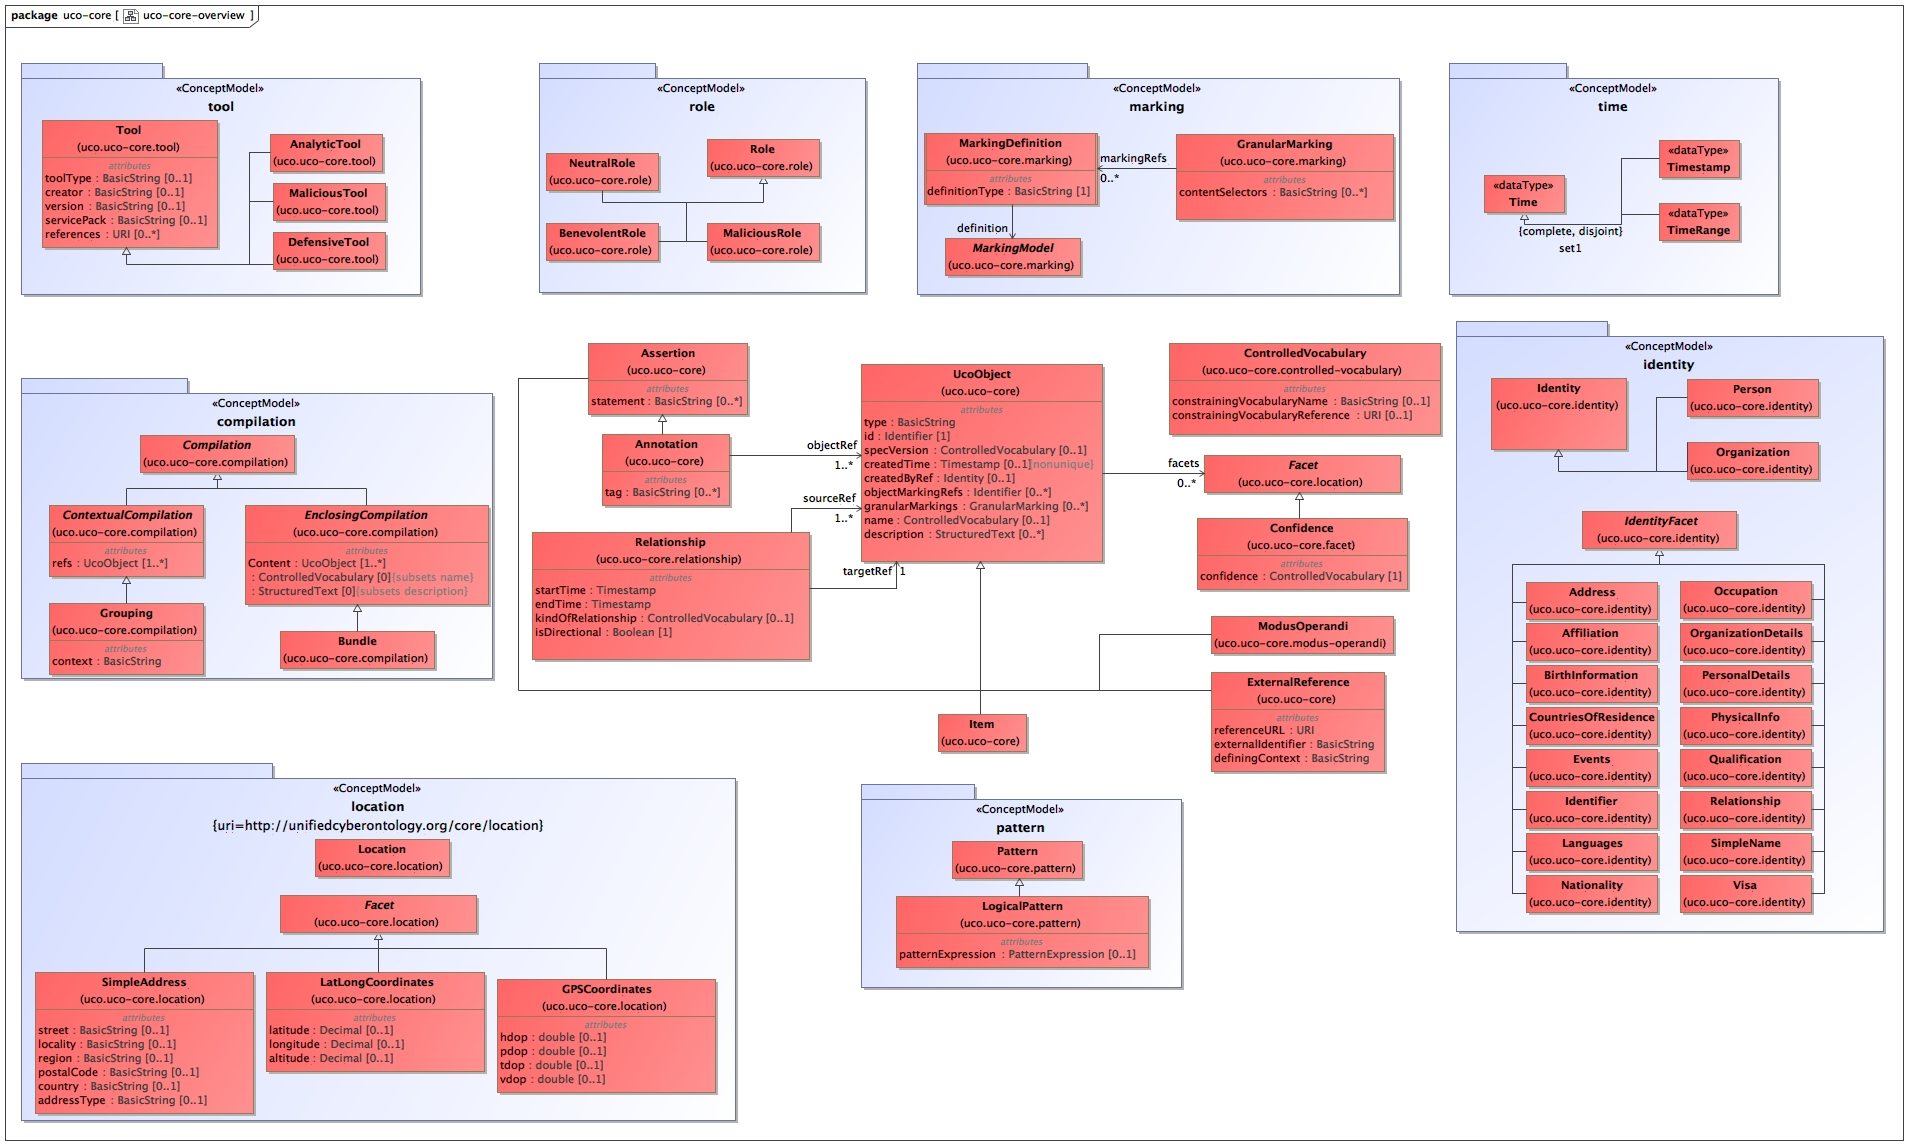 package uco-core [ uco-core-overview ]
«ConceptModel»
tool
Tool
(uco.uco-core.tool)
attributes
toolType : BasicString [0..1]
creator : BasicString [0..1]
version : BasicString [0..1]
servicePack : BasicString [0..1]
references : URI [0..*]
AnalyticTool
(uco.uco-core.tool)
MaliciousTool
(uco.uco-core.tool)
DefensiveTool
(uco.uco-core.tool)
«ConceptModel»
role
NeutralRole
(uco.uco-core.role)
Role
(uco.uco-core.role)
BenevolentRole
(uco.uco-core.role)
MaliciousRole
(uco.uco-core.role)
«ConceptModel»
marking
MarkingDefinition
(uco.uco-core.marking)
attributes
definitionType : BasicString [1]
markingRefs
0..*
GranularMarking
(uco.uco-core.marking)
attributes
contentSelectors : BasicString [0..*]
definition
MarkingModel
(uco.uco-core.marking)
«ConceptModel»
time
«dataType»
Time
«dataType»
Timestamp
«dataType»
TimeRange
{complete, disjoint}
set1
«ConceptModel»
compilation
Compilation
(uco.uco-core.compilation)
ContextualCompilation
(uco.uco-core.compilation)
attributes
refs : UcoObject [1..*]
EnclosingCompilation
(uco.uco-core.compilation)
attributes
Content : UcoObject [1..*]
: ControlledVocabulary [0]{subsets name}
: StructuredText [0]{subsets description}
Grouping
(uco.uco-core.compilation)
attributes
context : BasicString
Bundle
(uco.uco-core.compilation)
Assertion
(uco.uco-core)
attributes
statement : BasicString [0..*]
Annotation
(uco.uco-core)
attributes
tag : BasicString [0..*]
objectRef
1..*
sourceRef
1..*
Relationship
(uco.uco-core.relationship)
attributes
startTime : Timestamp
endTime : Timestamp
kindOfRelationship : ControlledVocabulary [0..1]
isDirectional : Boolean [1]
targetRef
1
UcoObject
(uco.uco-core)
attributes
type : BasicString
id : Identifier [1]
specVersion : ControlledVocabulary [0..1]
createdTime : Timestamp [0..1]{nonunique}
createdByRef : Identity [0..1]
objectMarkingRefs : Identifier [0..*]
granularMarkings : GranularMarking [0..*]
name : ControlledVocabulary [0..1]
description : StructuredText [0..*]
ControlledVocabulary
(uco.uco-core.controlled-vocabulary)
attributes
constrainingVocabularyName : BasicString [0..1]
constrainingVocabularyReference : URI [0..1]
facets
0..*
Facet
(uco.uco-core.location)
Confidence
(uco.uco-core.facet)
attributes
confidence : ControlledVocabulary [1]
ModusOperandi
(uco.uco-core.modus-operandi)
ExternalReference
(uco.uco-core)
attributes
referenceURL : URI
externalIdentifier : BasicString
definingContext : BasicString
Item
(uco.uco-core)
«ConceptModel»
identity
Identity
(uco.uco-core.identity)
Person
(uco.uco-core.identity)
Organization
(uco.uco-core.identity)
IdentityFacet
(uco.uco-core.identity)
Address
(uco.uco-core.identity)
Occupation
(uco.uco-core.identity)
Affiliation
(uco.uco-core.identity)
OrganizationDetails
(uco.uco-core.identity)
BirthInformation
(uco.uco-core.identity)
PersonalDetails
(uco.uco-core.identity)
CountriesOfResidence
(uco.uco-core.identity)
PhysicalInfo
(uco.uco-core.identity)
Events
(uco.uco-core.identity)
Qualification
(uco.uco-core.identity)
Identifier
(uco.uco-core.identity)
Relationship
(uco.uco-core.identity)
Languages
(uco.uco-core.identity)
SimpleName
(uco.uco-core.identity)
Nationality
(uco.uco-core.identity)
Visa
(uco.uco-core.identity)
«ConceptModel»
location
{uri=http://unifiedcyberontology.org/core/location}
Location
(uco.uco-core.location)
Facet
(uco.uco-core.location)
SimpleAddress
(uco.uco-core.location)
attributes
street : BasicString [0..1]
locality : BasicString [0..1]
region : BasicString [0..1]
postalCode : BasicString [0..1]
country : BasicString [0..1]
addressType : BasicString [0..1]
LatLongCoordinates
(uco.uco-core.location)
attributes
latitude : Decimal [0..1]
longitude : Decimal [0..1]
altitude : Decimal [0..1]
GPSCoordinates
(uco.uco-core.location)
attributes
hdop : double [0..1]
pdop : double [0..1]
tdop : double [0..1]
vdop : double [0..1]
«ConceptModel»
pattern
Pattern
(uco.uco-core.pattern)
LogicalPattern
(uco.uco-core.pattern)
attributes
patternExpression : PatternExpression [0..1]